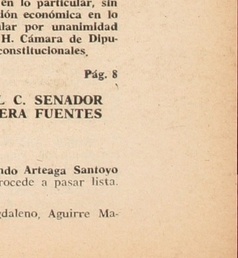 en lo particular, sin
ción económica en lo
lar por unanimidad
H. Cámara de Dipu-
constitucionales.
Pág. 8
L C. SENADOR
ERA FUENTES
ndo Arteaga Santoyo
rocede a pasar lista.
gdaleno, Aguirre Ma-